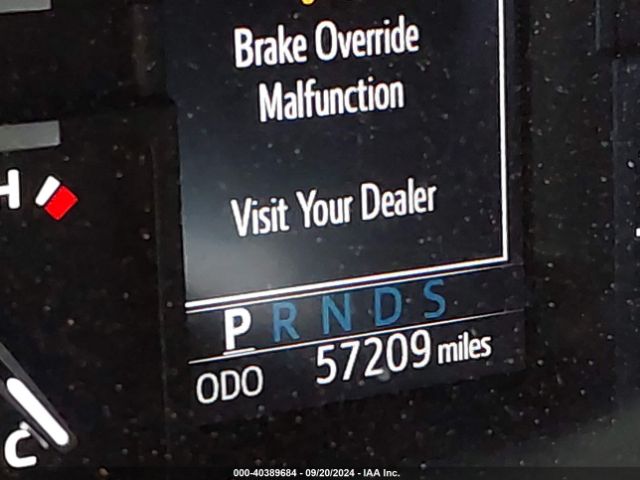 Brake Override
Malfunction
Visit Your Dealer
H
P R N D S
ODO 57209 miles
C
000-40389684 - 09/20/2024 - IAA Inc.